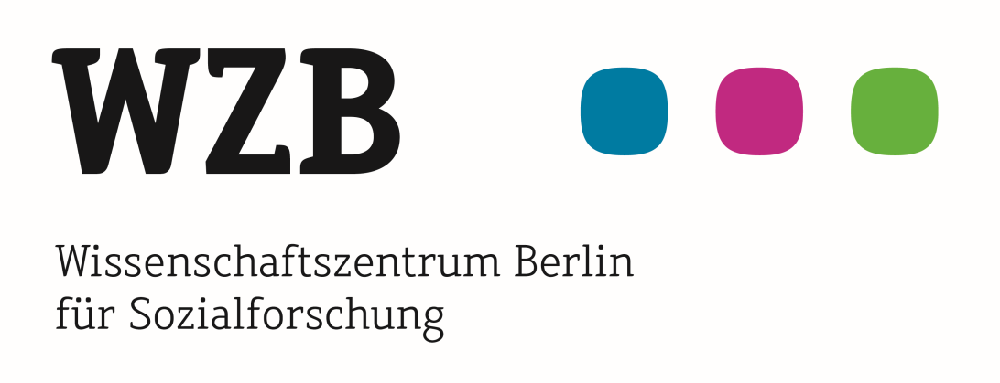 WZB
Wissenschaftszentrum Berlin
für Sozialforschung